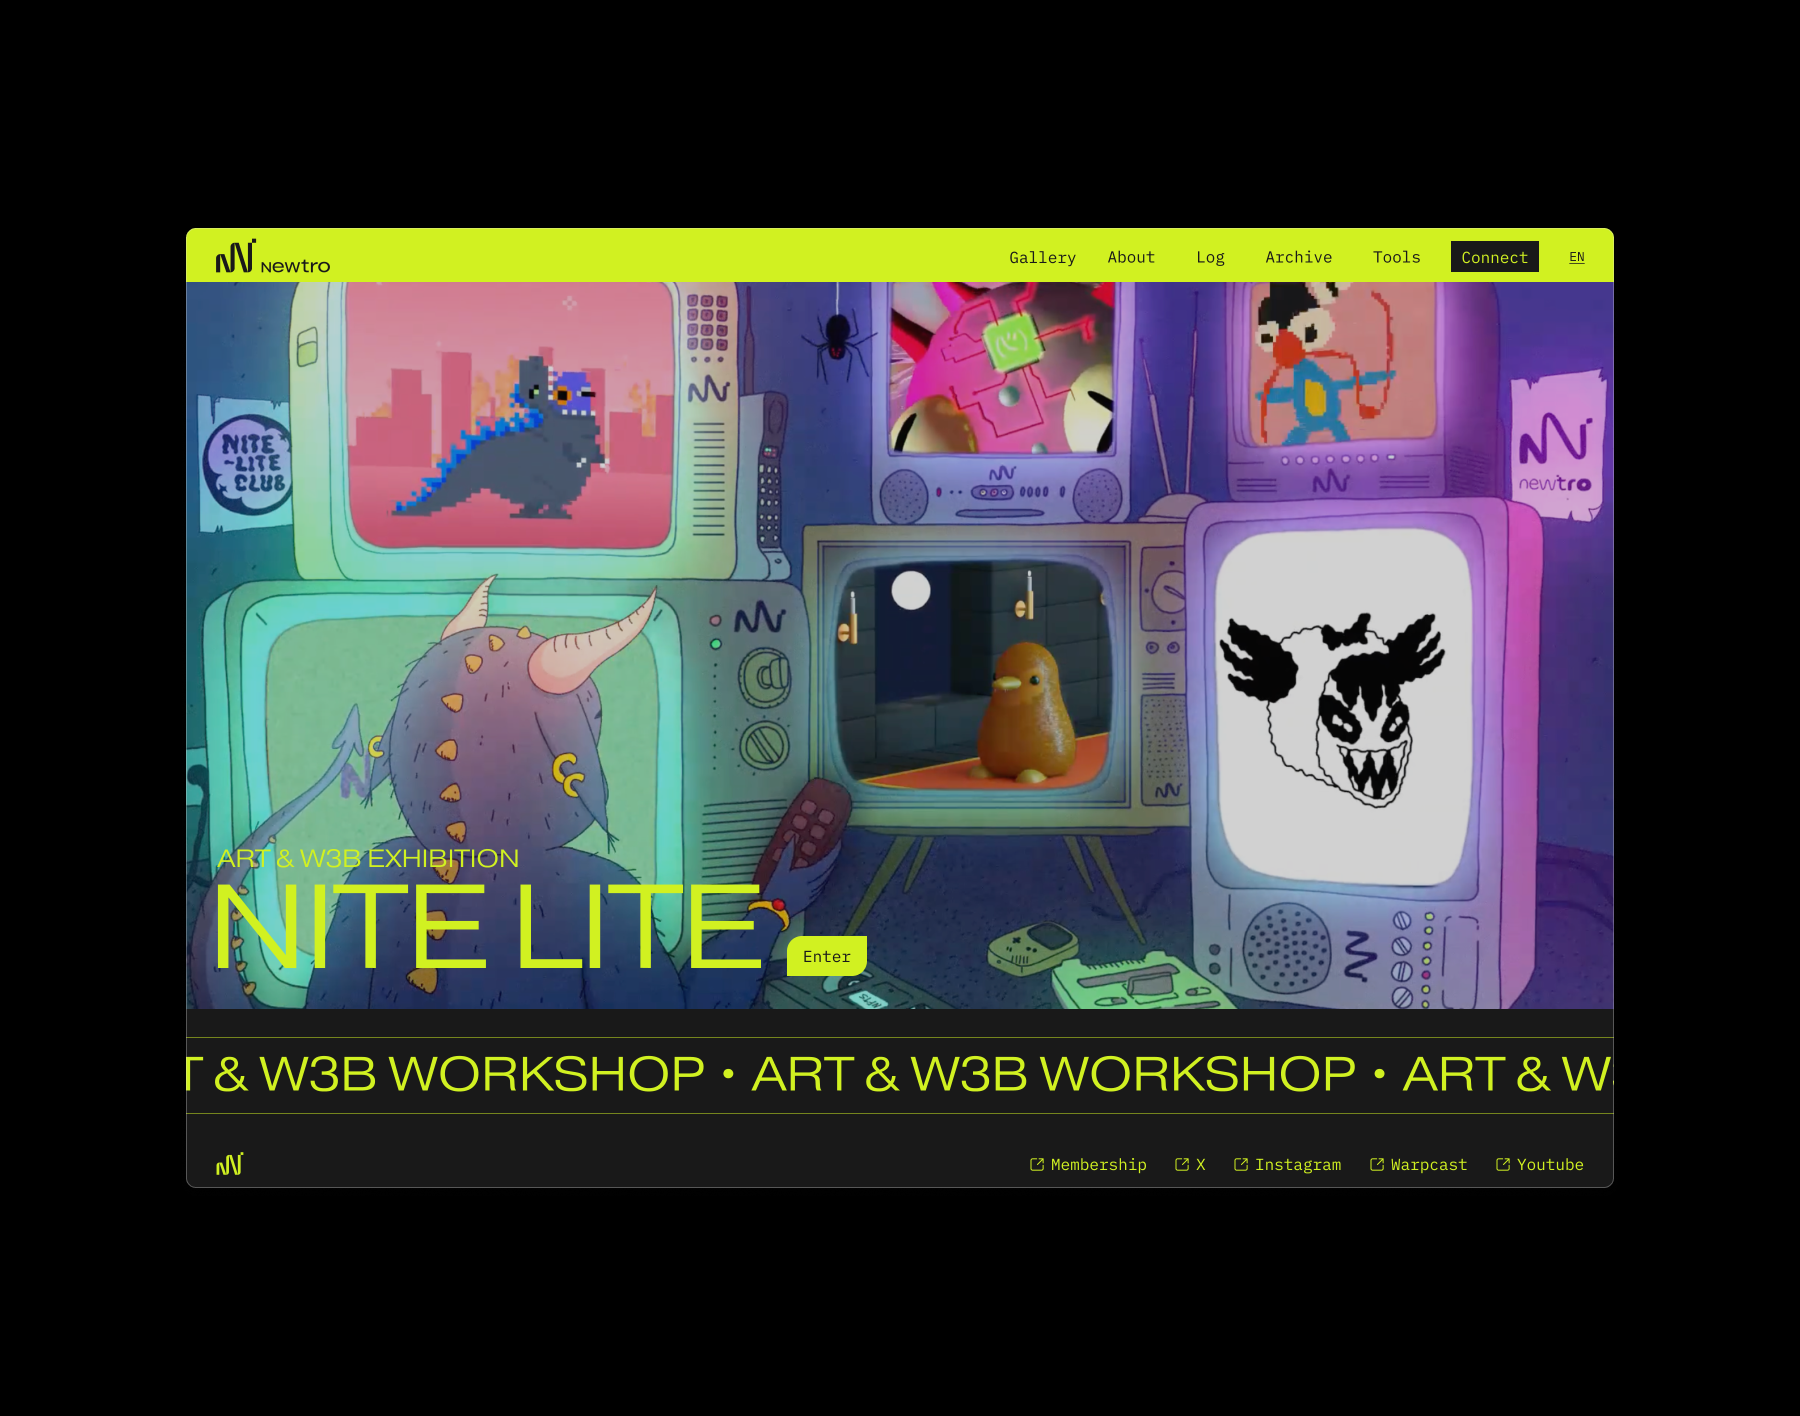 Newtro
Gallery About Log Archive Tools Connect EN
NITE
-LITE
CLUB
newtro
ART & W3B EXHIBITION
NITE LITE
Enter
NFTS
T & W3B WORKSHOP • ART & W3B WORKSHOP • ART & W
Membership X Instagram Warpcast Youtube